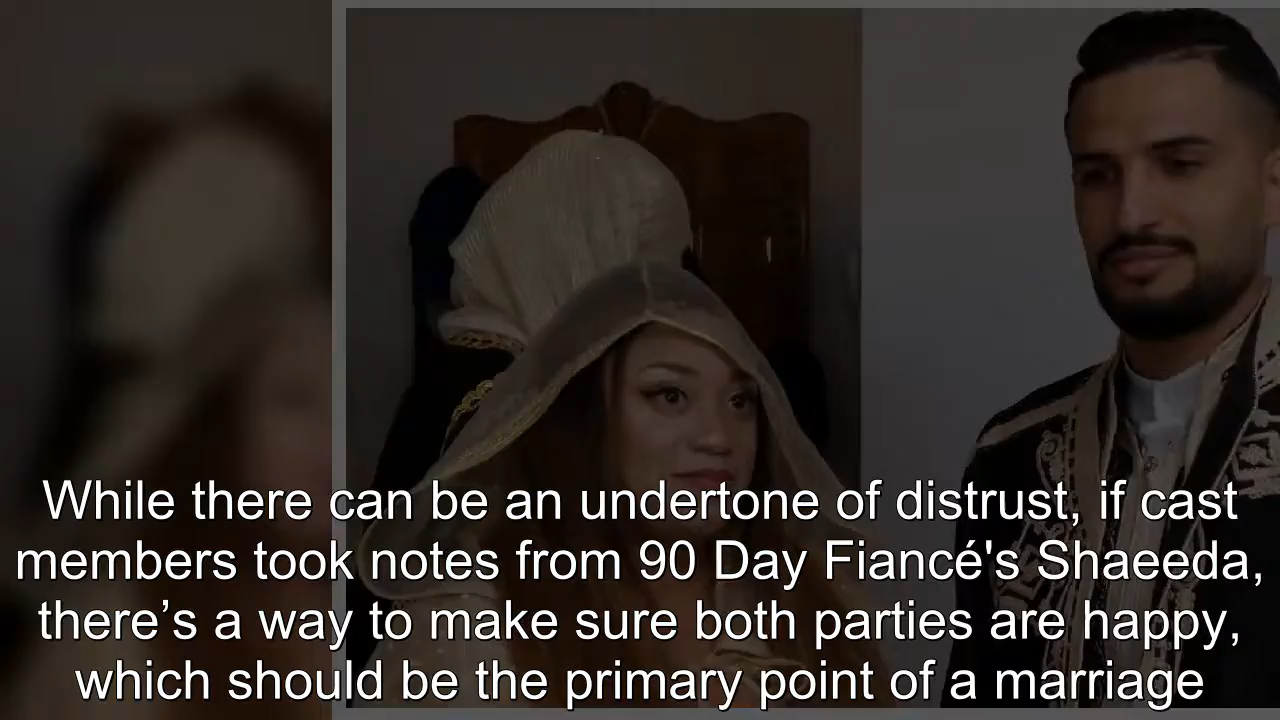 While there can be an undertone of distrust, if cast
members took notes from 90 Day Fiancé's Shaeeda,
there’s a way to make sure both parties are happy,
which should be the primary point of a marriage